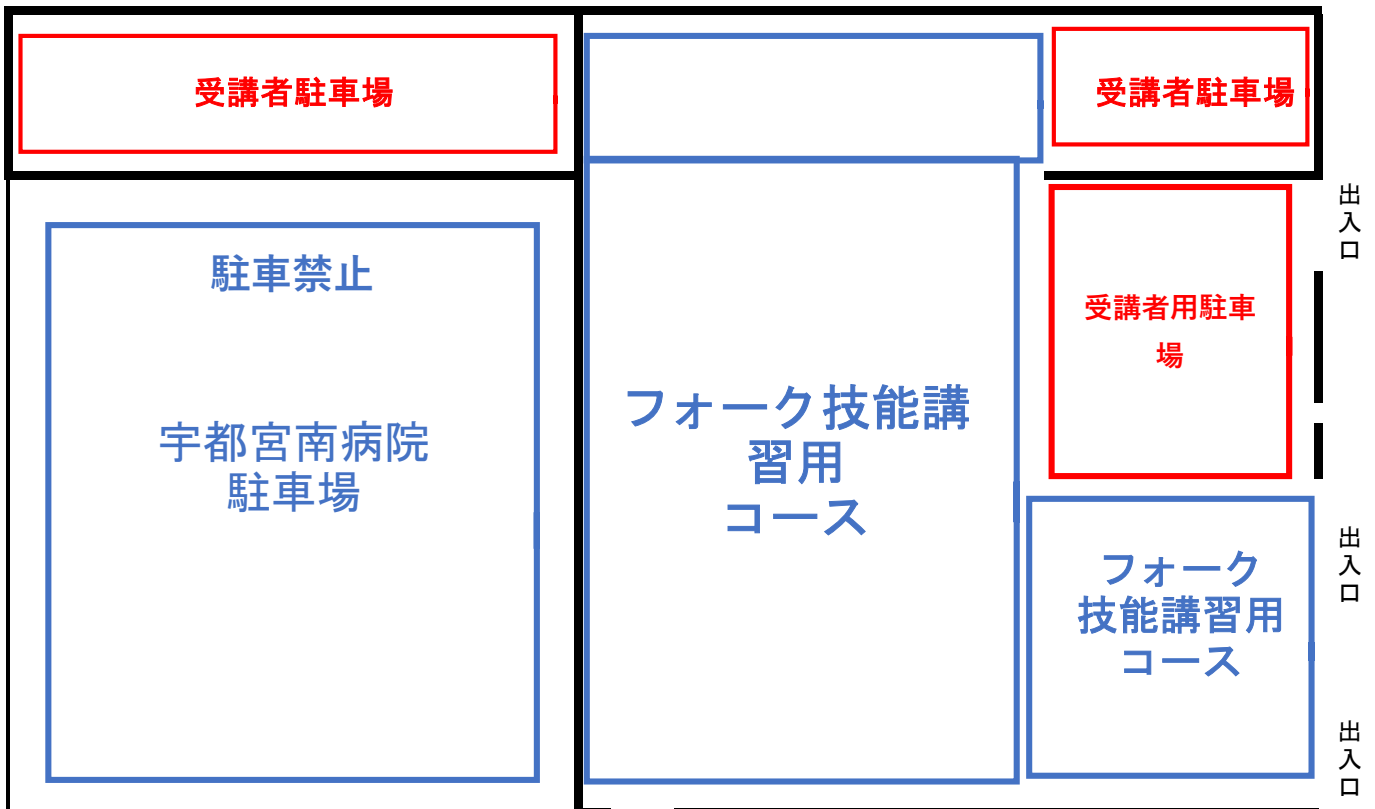 受講者駐車場
受講者駐車場
出入口
駐車禁止
受講者用駐車
場
フォーク技能講
習用
コース
宇都宮南病院
駐車場
出入口
フォーク
技能講習用
コース
出入口